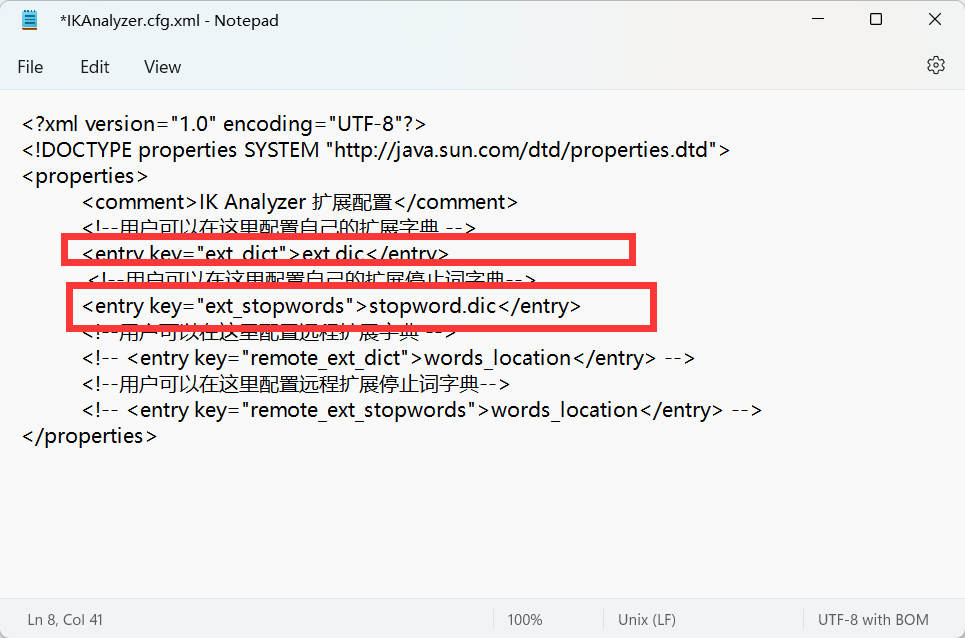 *IKAnalyzer.cfg.xml - Notepad
File Edit View
<?xml version="1.0" encoding="UTF-8"?>
<!DOCTYPE properties SYSTEM "http://java.sun.com/dtd/properties.dtd">
<properties>
<comment>IK Analyzer 扩展配置</comment>
<!--用户可以在这里配置自己的扩展字典 -->
<entry key="ext_dict">ext.dic</entry>
<!--用户可以在这里配置自己的扩展停止词字典-->
<entry key="ext_stopwords">stopword.dic</entry>
<!--用户可以在这里配置远程扩展字典 -->
<!-- <entry key="remote_ext_dict">words_location</entry> -->
<!--用户可以在这里配置远程扩展停止词字典-->
<!-- <entry key="remote_ext_stopwords">words_location</entry> -->
</properties>
Ln 8, Col 41 100% Unix (LF) UTF-8 with BOM